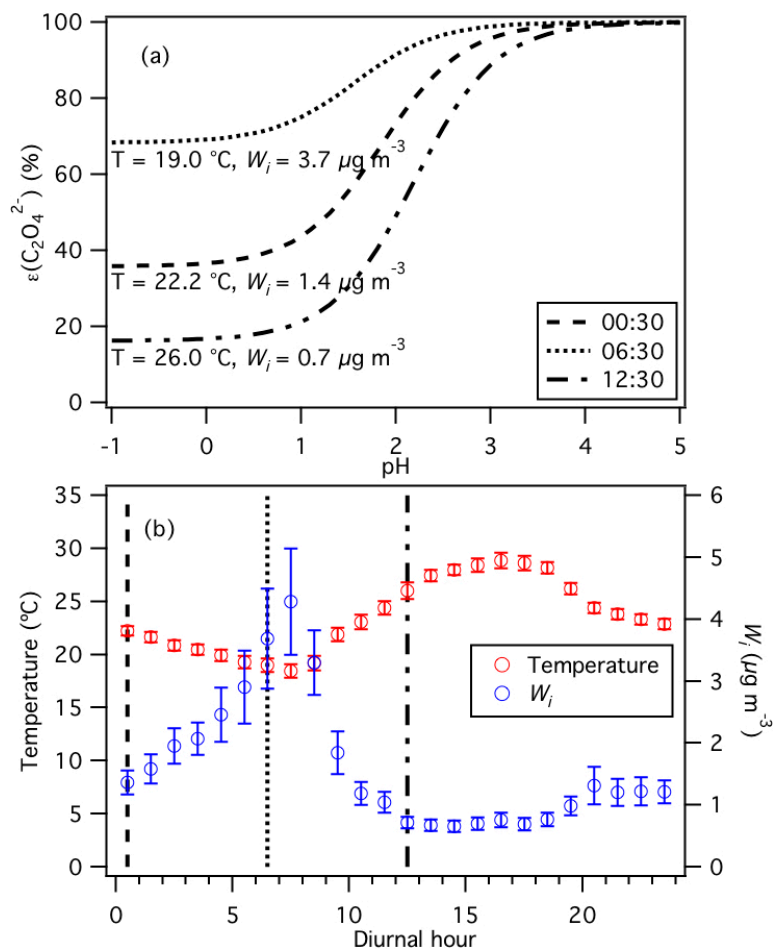 100
(a)
80
60
40
20
0
ε(C₂O₄²⁻) (%)
T = 19.0 °C, Wᵢ = 3.7 µg m⁻³
T = 22.2 °C, Wᵢ = 1.4 µg m⁻³
T = 26.0 °C, Wᵢ = 0.7 µg m⁻³
00:30
06:30
12:30
-1 0 1 2 3 4 5
pH
35
30
25
20
15
10
5
0
Temperature (°C)
(b)
Temperature
Wᵢ
6
5
4
3
2
1
0
Wᵢ (µg m⁻³)
0 5 10 15 20
Diurnal hour